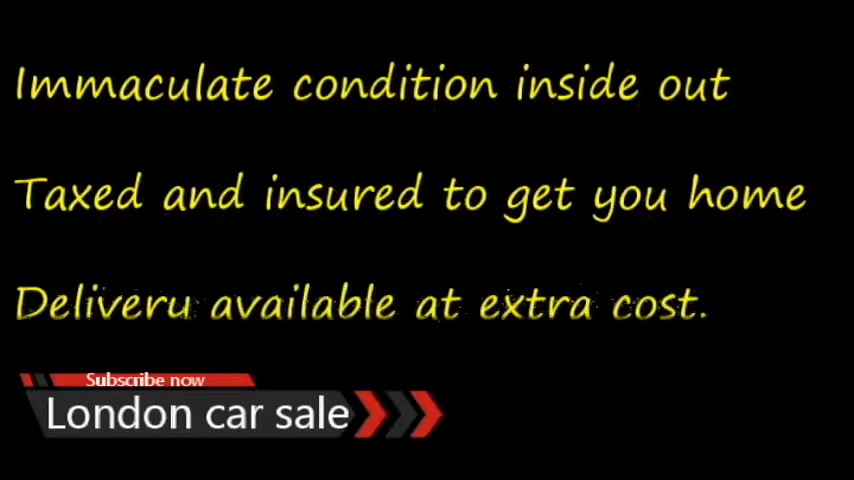 Immaculate condition inside out
Taxed and insured to get you home
Delivery available at extra cost.
Subscribe now
London car sale